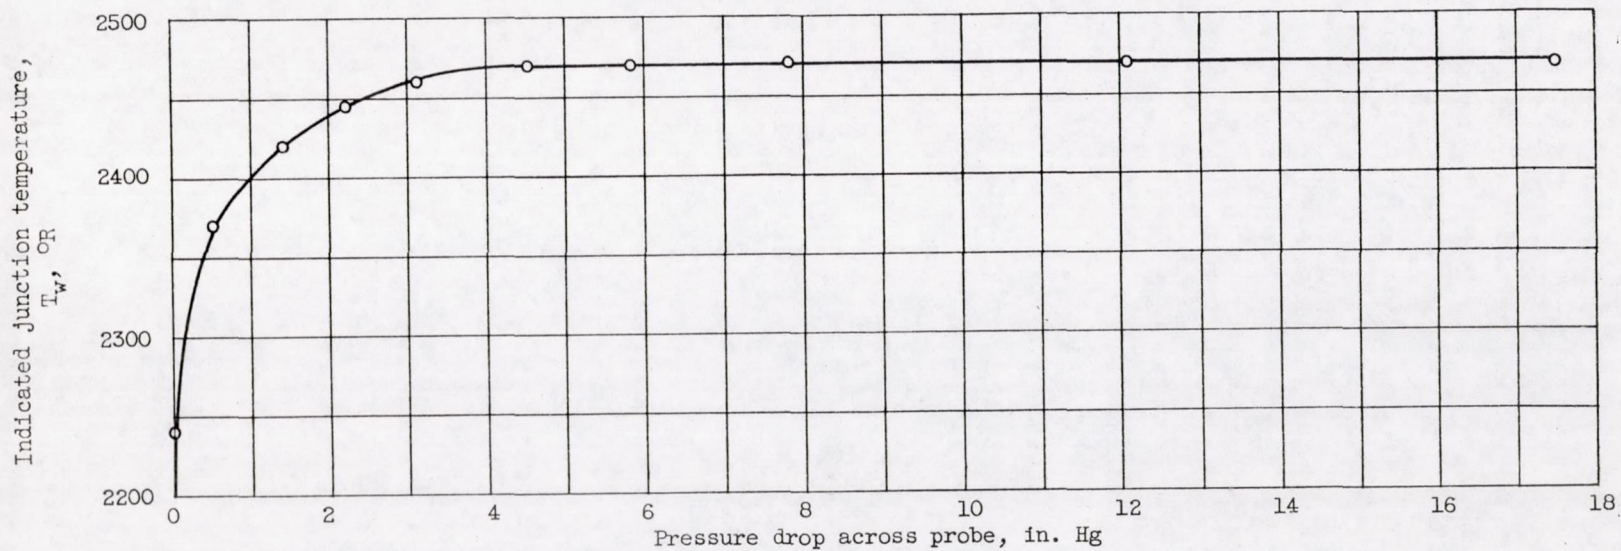 Indicated junction temperature,
T_w, °R
2500
2400
2300
2200
0 2 4 6 8 10 12 14 16 18
Pressure drop across probe, in. Hg